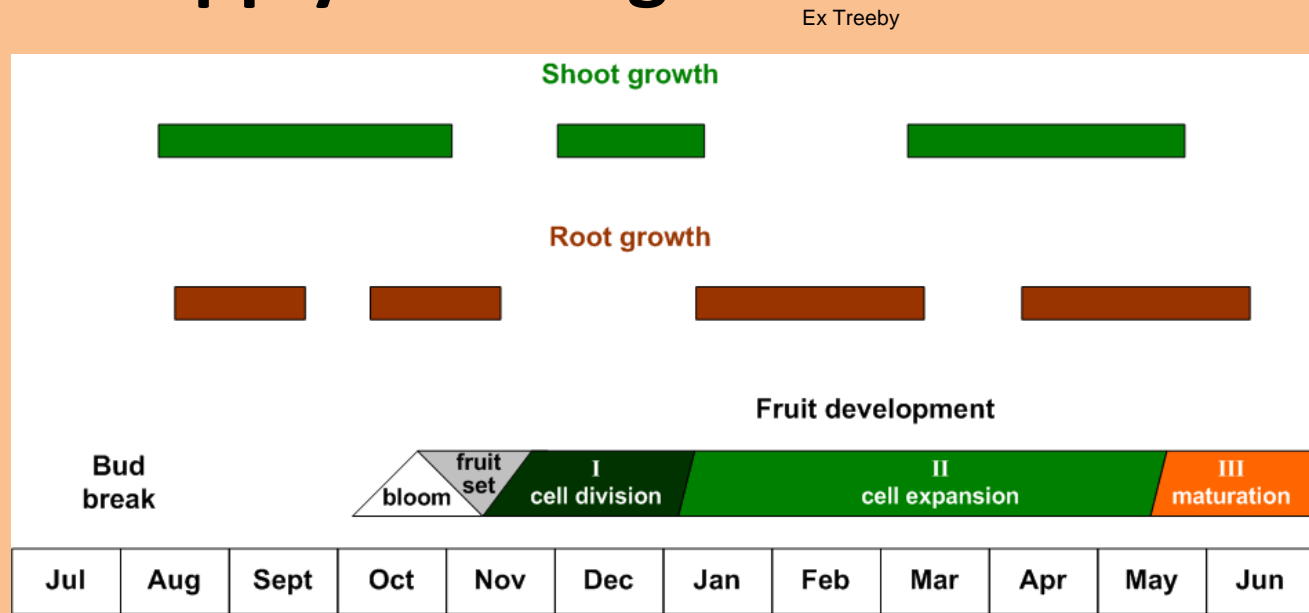 Ex Treeby
Shoot growth
Root growth
Fruit development
Bud
break
bloom
fruit
set
I
cell division
II
cell expansion
III
maturation
Jul Aug Sept Oct Nov Dec Jan Feb Mar Apr May Jun